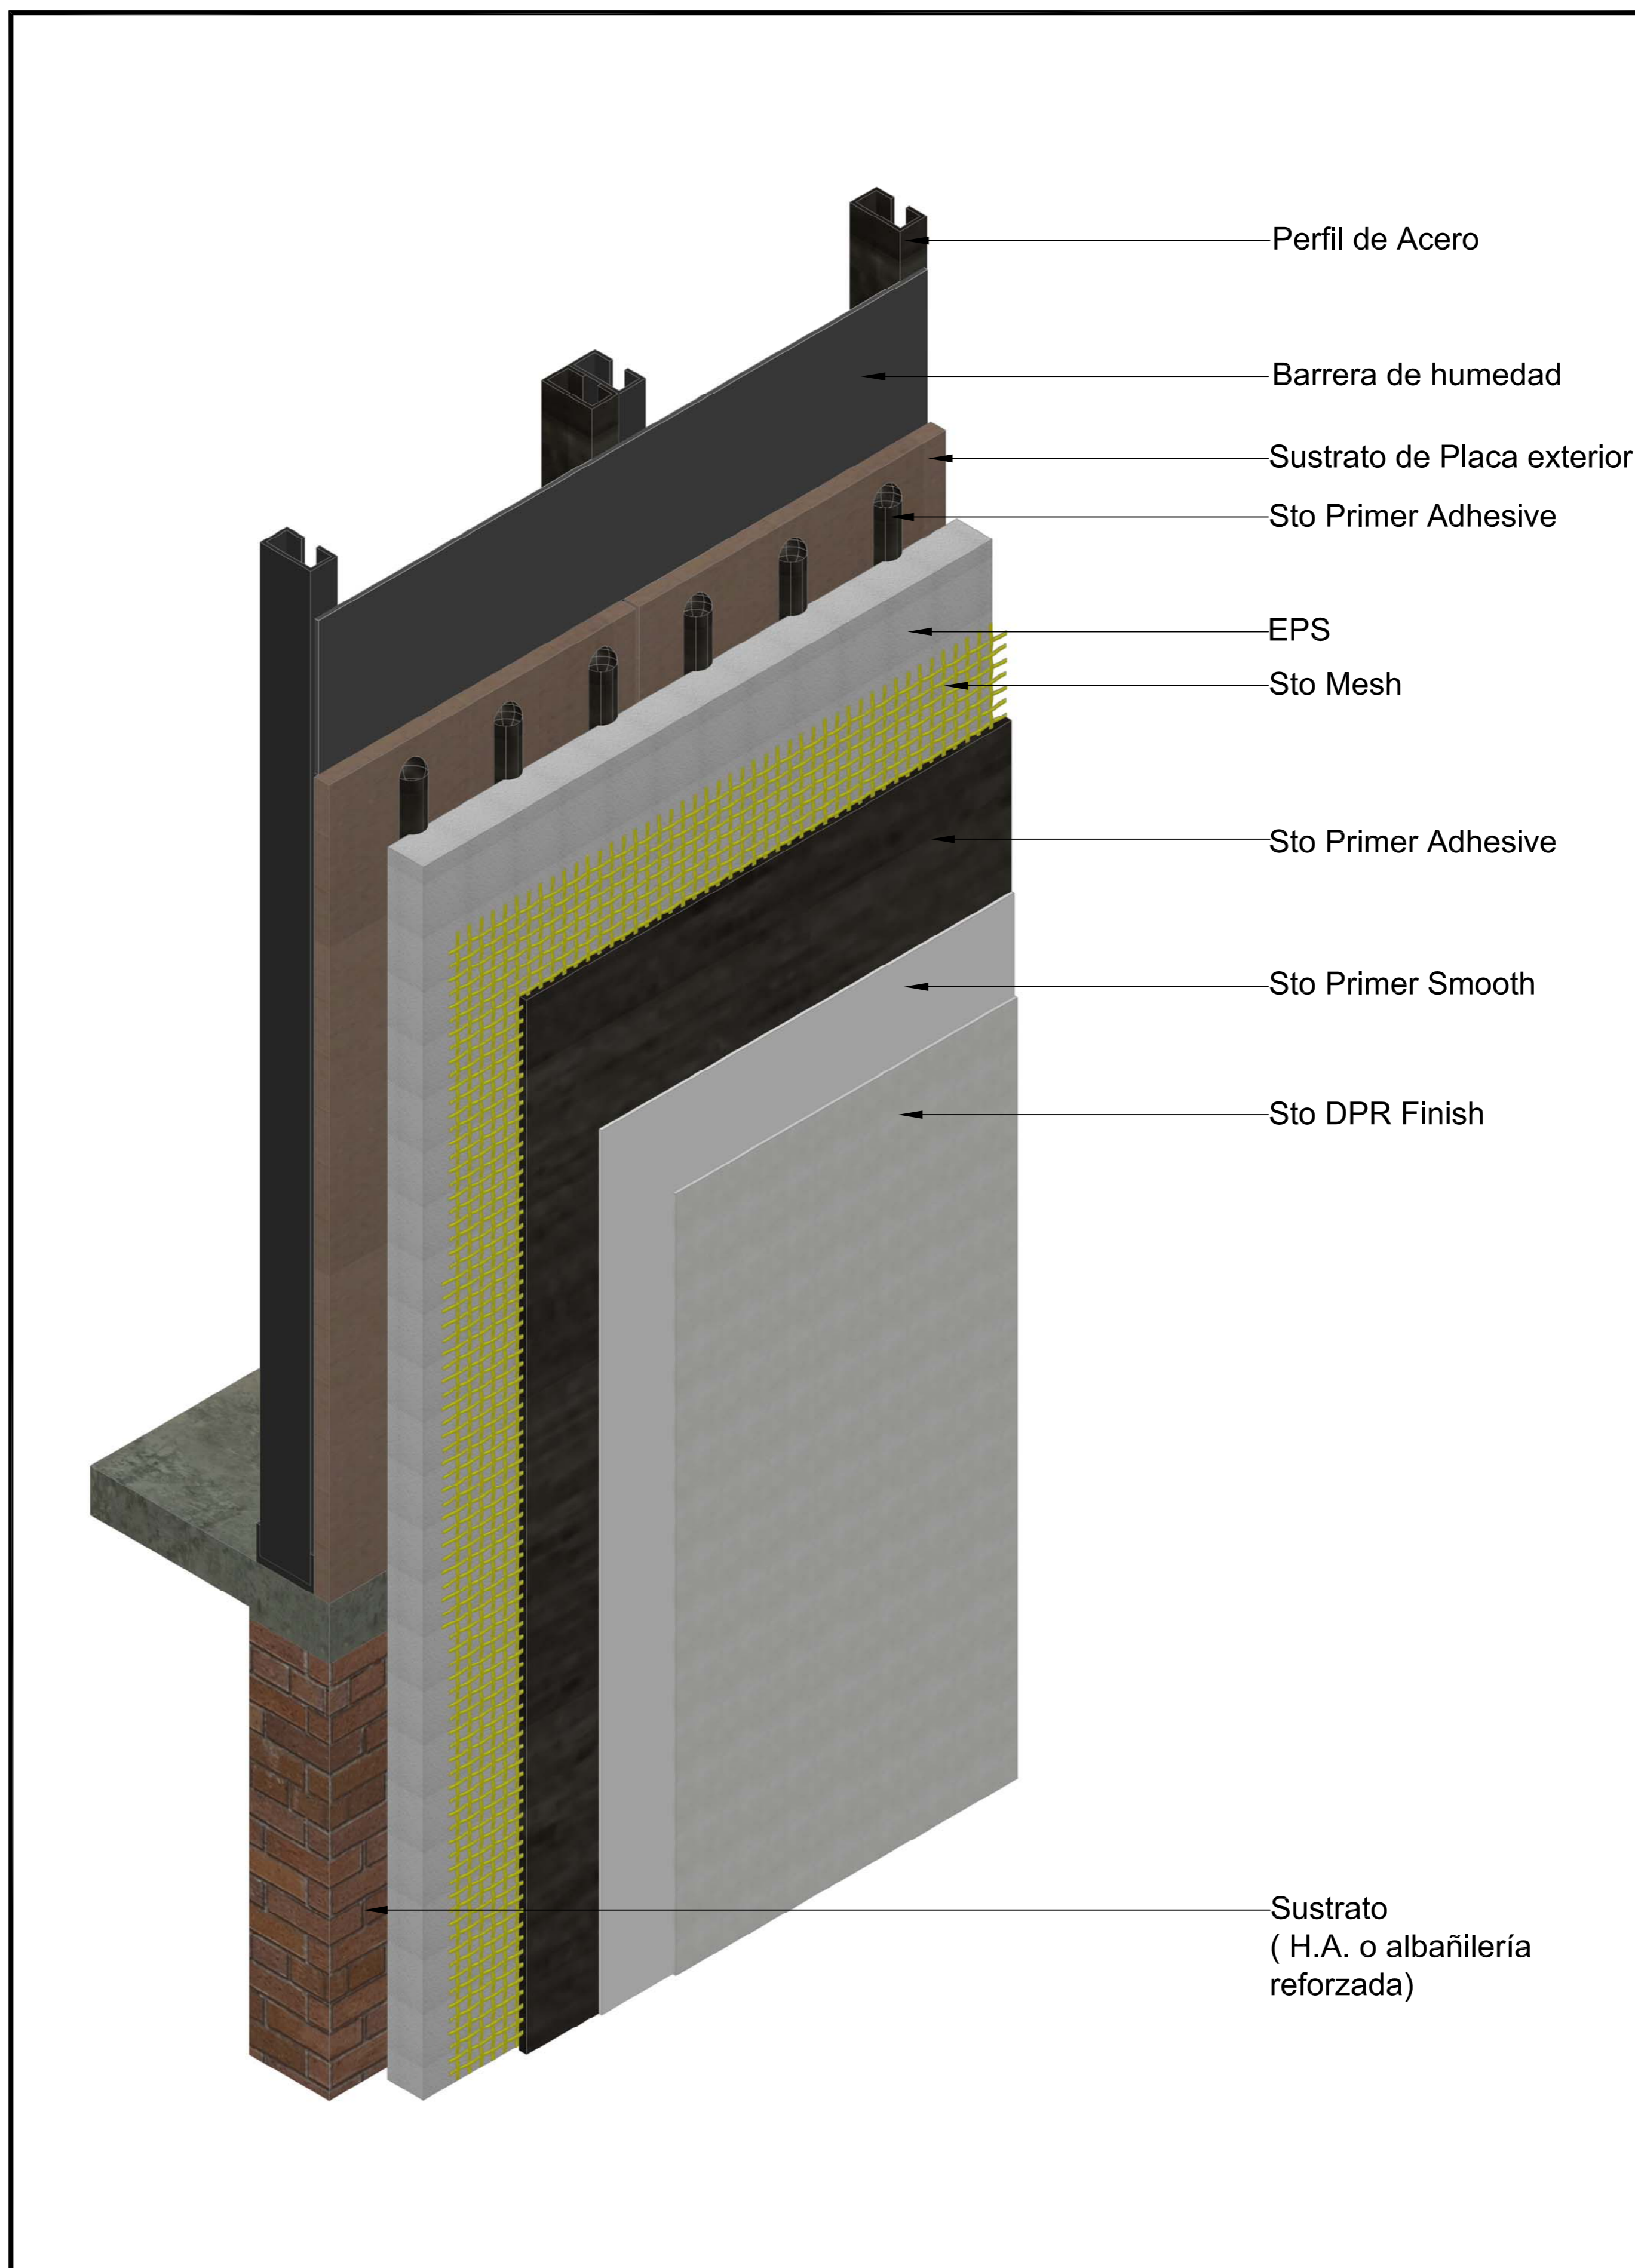 Perfil de Acero
Barrera de humedad
Sustrato de Placa exterior
Sto Primer Adhesive
EPS
Sto Mesh
Sto Primer Adhesive
Sto Primer Smooth
Sto DPR Finish
Sustrato
( H.A. o albañilería
reforzada)